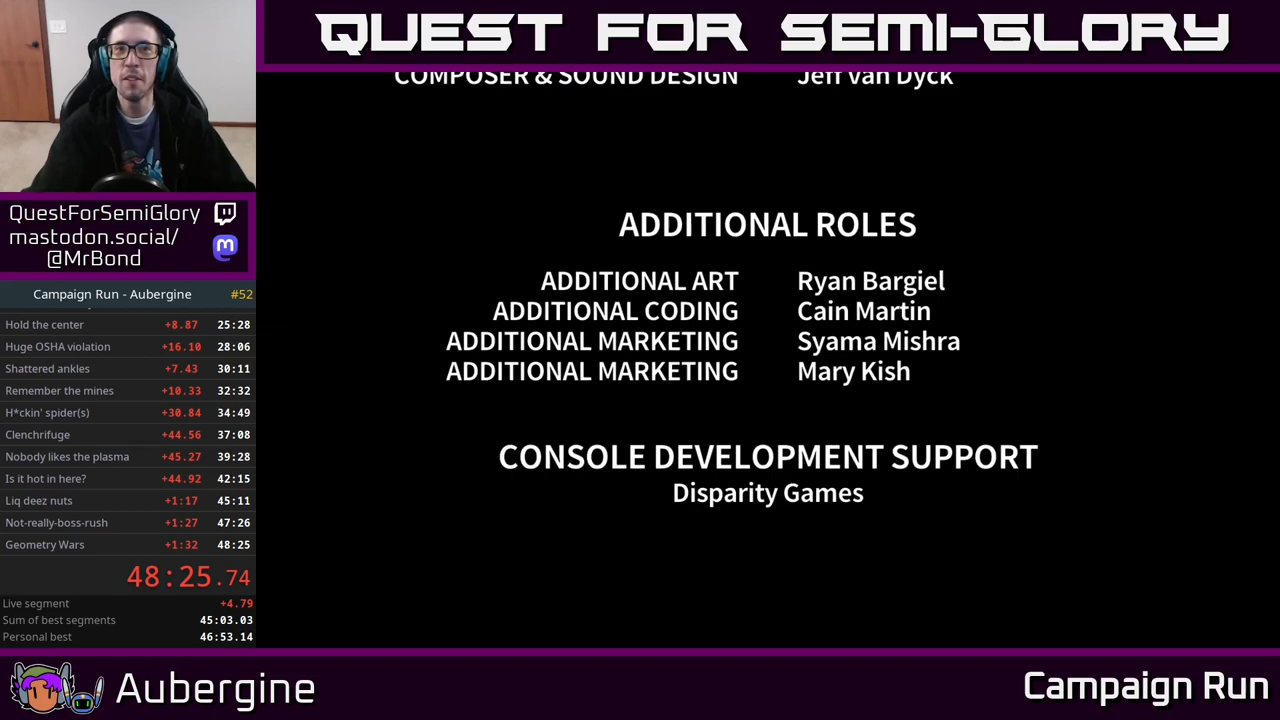 QUEST FOR SEMI-GLORY
COMPOSER & SOUND DESIGN Jeff van Dyck
QuestForSemiGlory
mastodon.social/
@MrBond
Campaign Run - Aubergine #52
Hold the center +8.87 25:28
Huge OSHA violation +16.10 28:06
Shattered ankles +7.43 30:11
Remember the mines +10.33 32:32
H*ckin' spider(s) +30.84 34:49
Clenchrifuge +44.56 37:08
Nobody likes the plasma +45.27 39:28
Is it hot in here? +44.92 42:15
Liq deez nuts +1:17 45:11
Not-really-boss-rush +1:27 47:26
Geometry Wars +1:32 48:25
48:25.74
Live segment +4.79
Sum of best segments 45:03.03
Personal best 46:53.14
ADDITIONAL ROLES
ADDITIONAL ART Ryan Bargiel
ADDITIONAL CODING Cain Martin
ADDITIONAL MARKETING Syama Mishra
ADDITIONAL MARKETING Mary Kish
CONSOLE DEVELOPMENT SUPPORT
Disparity Games
Aubergine
Campaign Run